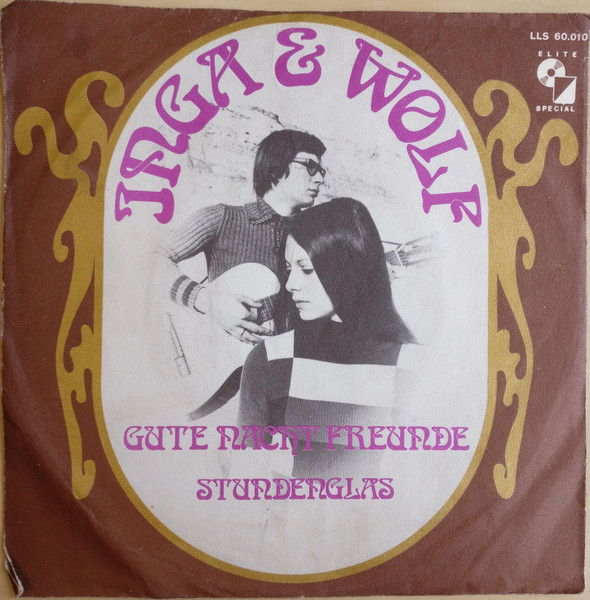 INGA & WOLF
LLS 60.010
ELITE
SPECIAL
GUTE NACHT FREUNDE
STUNDENGLAS